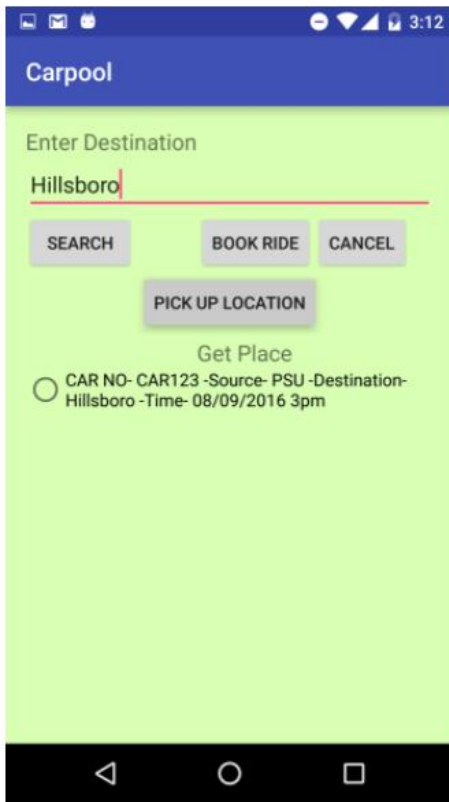 3:12
Carpool
Enter Destination
Hillsboro
SEARCH BOOK RIDE CANCEL
PICK UP LOCATION
Get Place
CAR NO- CAR123 -Source- PSU -Destination-
Hillsboro -Time- 08/09/2016 3pm